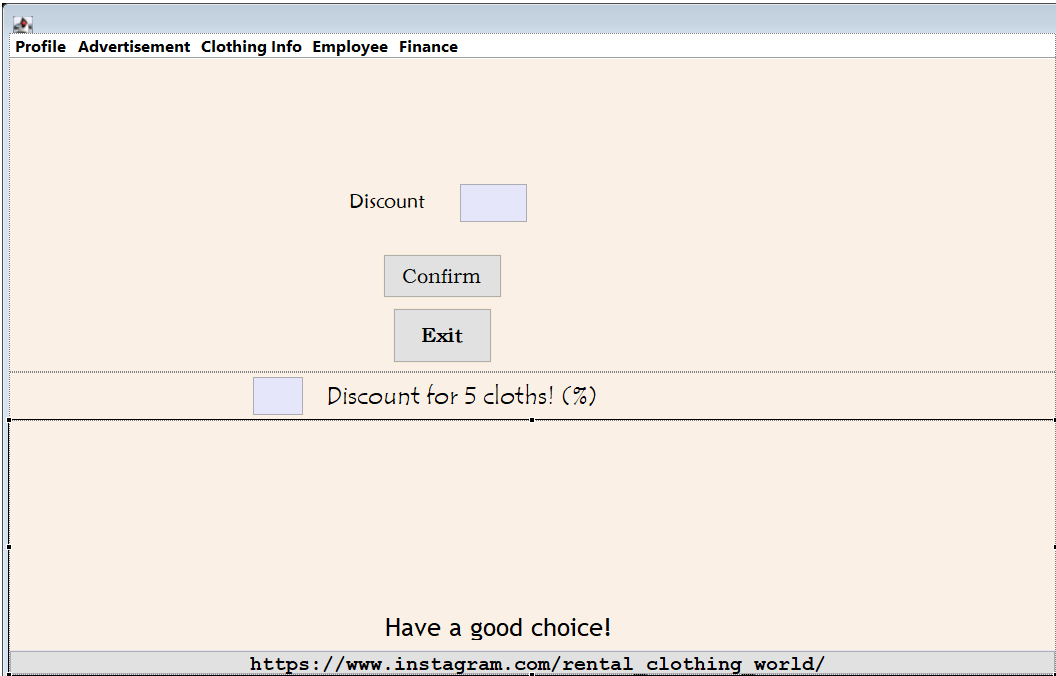 Profile Advertisement Clothing Info Employee Finance
Discount
Confirm
Exit
Discount for 5 cloths! (%)
Have a good choice!
https://www.instagram.com/rental_clothing_world/